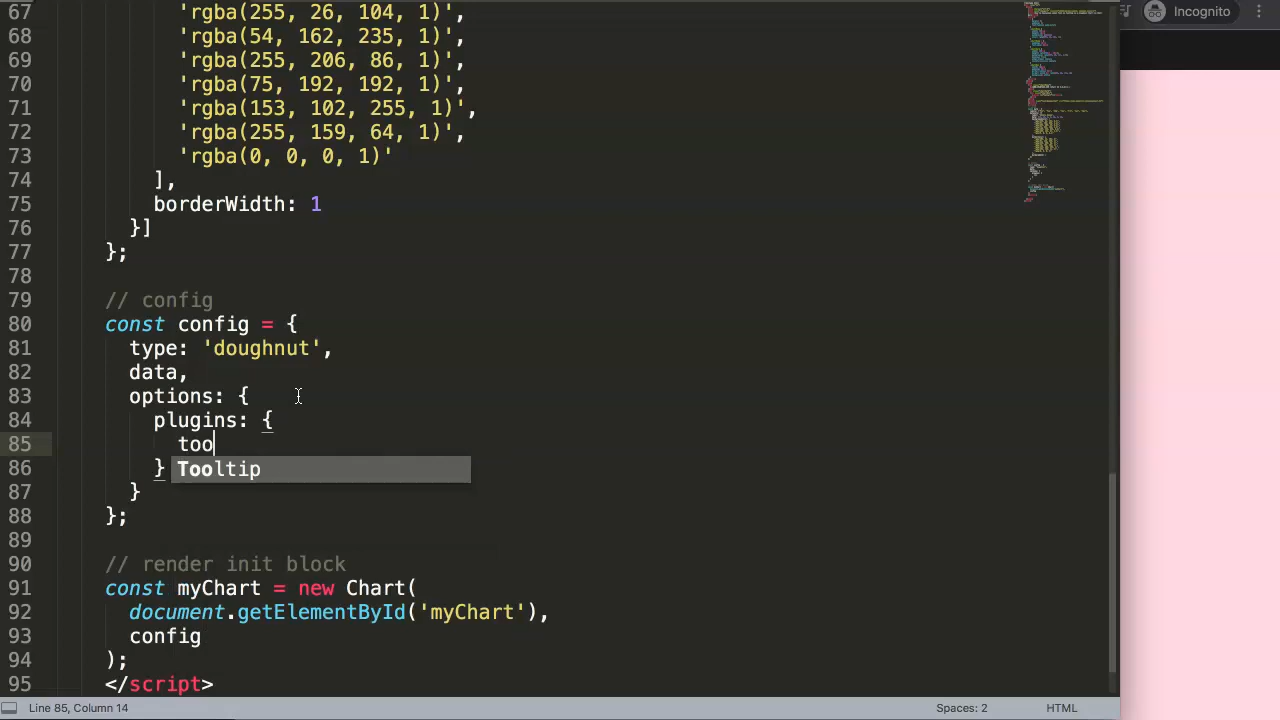 67 'rgba(255, 26, 104, 1)',
Incognito
68 'rgba(54, 162, 235, 1)',
69 'rgba(255, 206, 86, 1)',
70 'rgba(75, 192, 192, 1)',
71 'rgba(153, 102, 255, 1)',
72 'rgba(255, 159, 64, 1)',
73 'rgba(0, 0, 0, 1)'
74 ],
75 borderWidth: 1
76 }]
77 };
78
79 // config
80 const config = {
81 type: 'doughnut',
82 data,
83 options: {
84 plugins: {
85 too
86 }
Tooltip
87 }
88 };
89
90 // render init block
91 const myChart = new Chart(
92 document.getElementById('myChart'),
93 config
94 );
95 </script>
Line 85, Column 14
Spaces: 2
HTML